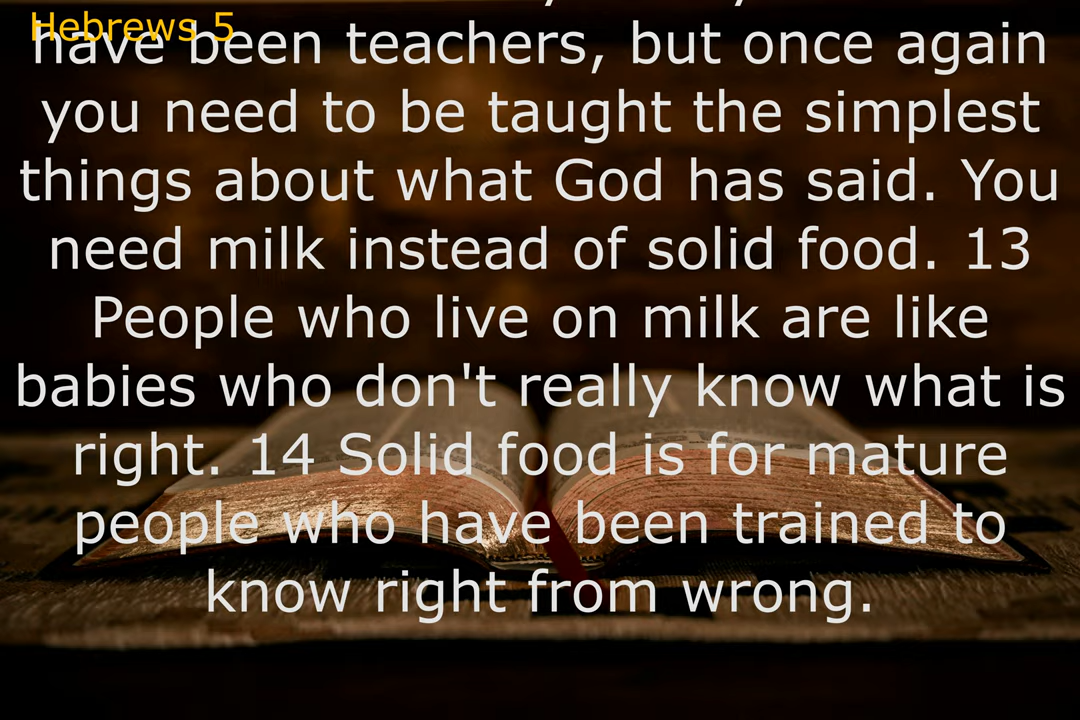 Hebrews 5
have been teachers, but once again
you need to be taught the simplest
things about what God has said. You
need milk instead of solid food. 13
People who live on milk are like
babies who don't really know what is
right. 14 Solid food is for mature
people who have been trained to
know right from wrong.